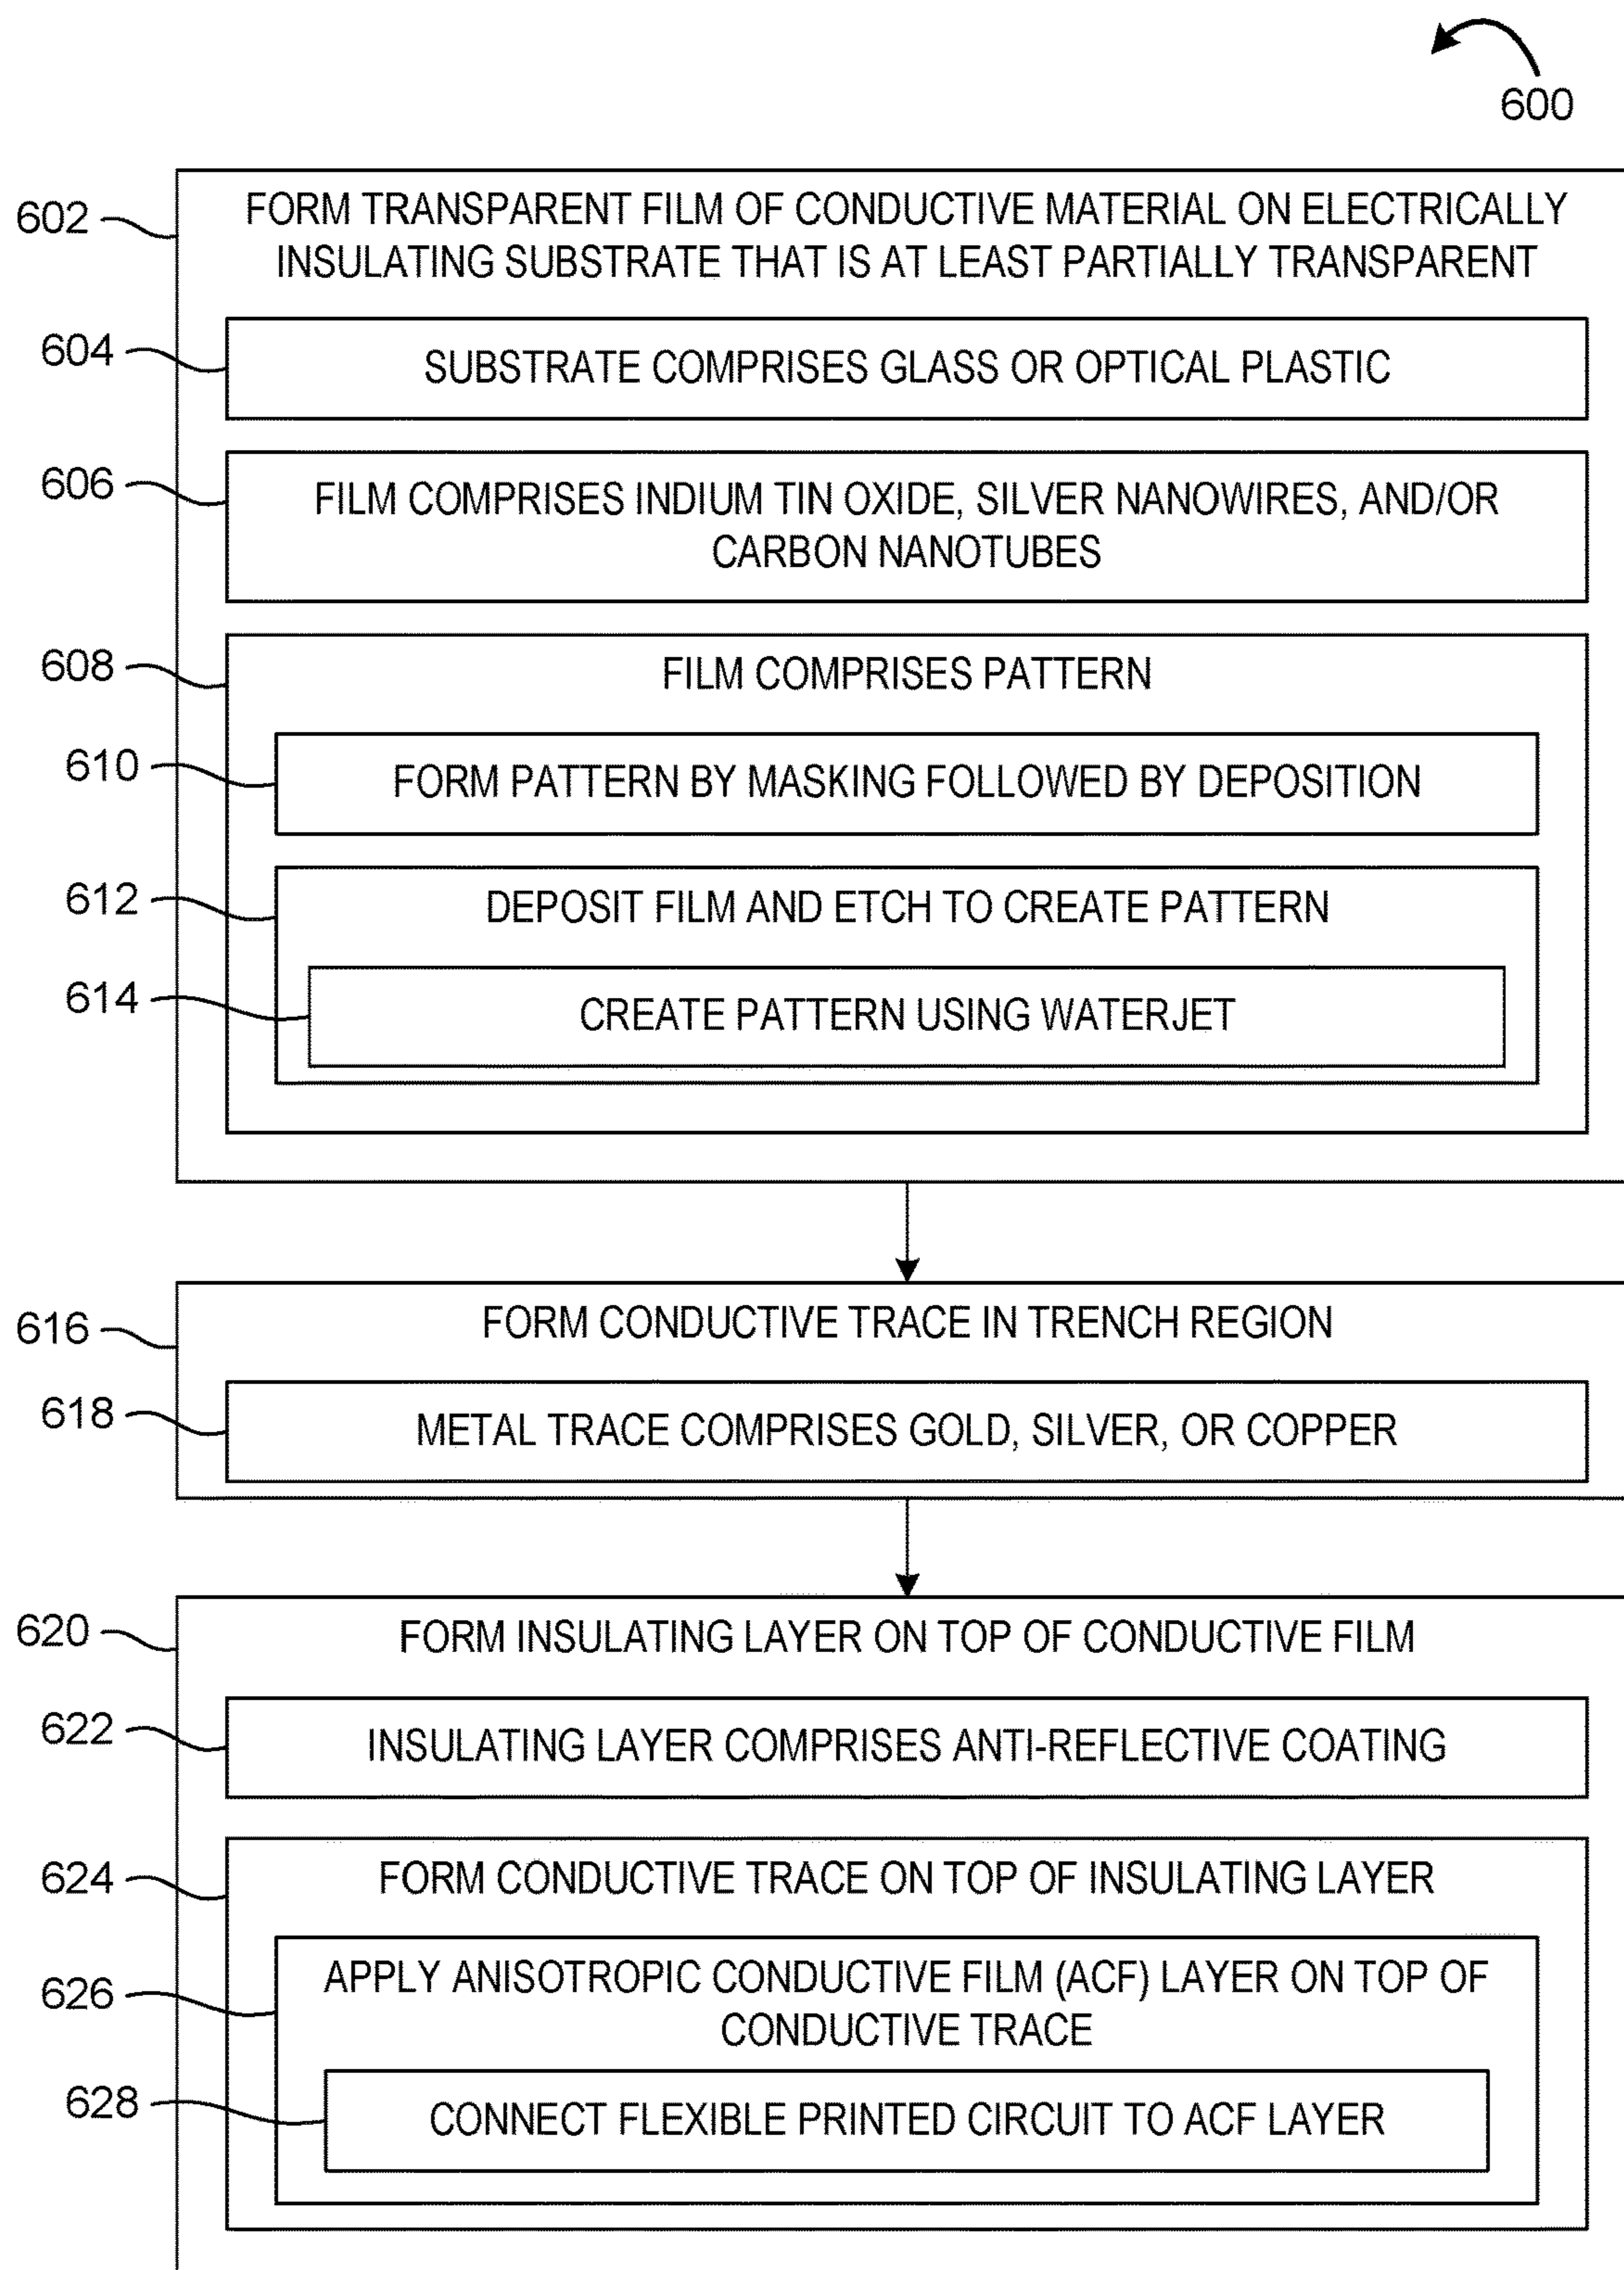 600
602
FORM TRANSPARENT FILM OF CONDUCTIVE MATERIAL ON ELECTRICALLY
INSULATING SUBSTRATE THAT IS AT LEAST PARTIALLY TRANSPARENT
604
SUBSTRATE COMPRISES GLASS OR OPTICAL PLASTIC
606
FILM COMPRISES INDIUM TIN OXIDE, SILVER NANOWIRES, AND/OR
CARBON NANOTUBES
608
FILM COMPRISES PATTERN
610
FORM PATTERN BY MASKING FOLLOWED BY DEPOSITION
612
DEPOSIT FILM AND ETCH TO CREATE PATTERN
614
CREATE PATTERN USING WATERJET
616
FORM CONDUCTIVE TRACE IN TRENCH REGION
618
METAL TRACE COMPRISES GOLD, SILVER, OR COPPER
620
FORM INSULATING LAYER ON TOP OF CONDUCTIVE FILM
622
INSULATING LAYER COMPRISES ANTI-REFLECTIVE COATING
624
FORM CONDUCTIVE TRACE ON TOP OF INSULATING LAYER
626
APPLY ANISOTROPIC CONDUCTIVE FILM (ACF) LAYER ON TOP OF
CONDUCTIVE TRACE
628
CONNECT FLEXIBLE PRINTED CIRCUIT TO ACF LAYER